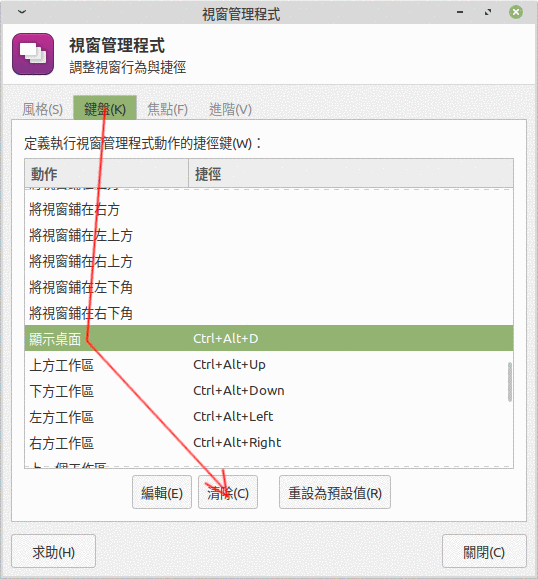 視窗管理程式
視窗管理程式
調整視窗行為與捷徑
風格(S) 鍵盤(K) 焦點(F) 進階(V)
定義執行視窗管理程式動作的捷徑鍵(W)：
動作 捷徑
將視窗鋪在右方
將視窗鋪在左上方
將視窗鋪在右上方
將視窗鋪在左下角
將視窗鋪在右下角
顯示桌面 Ctrl+Alt+D
上方工作區 Ctrl+Alt+Up
下方工作區 Ctrl+Alt+Down
左方工作區 Ctrl+Alt+Left
右方工作區 Ctrl+Alt+Right
編輯(E) 清除(C) 重設為預設值(R)
求助(H) 關閉(C)